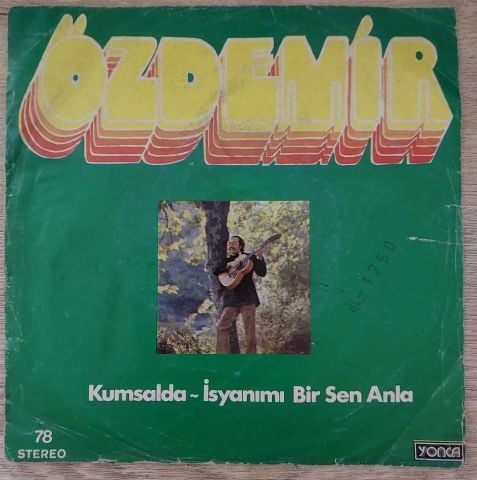 ÖZDEMİR
Kumsalda ~ İsyanımı Bir Sen Anla
78
STEREO
YONCA